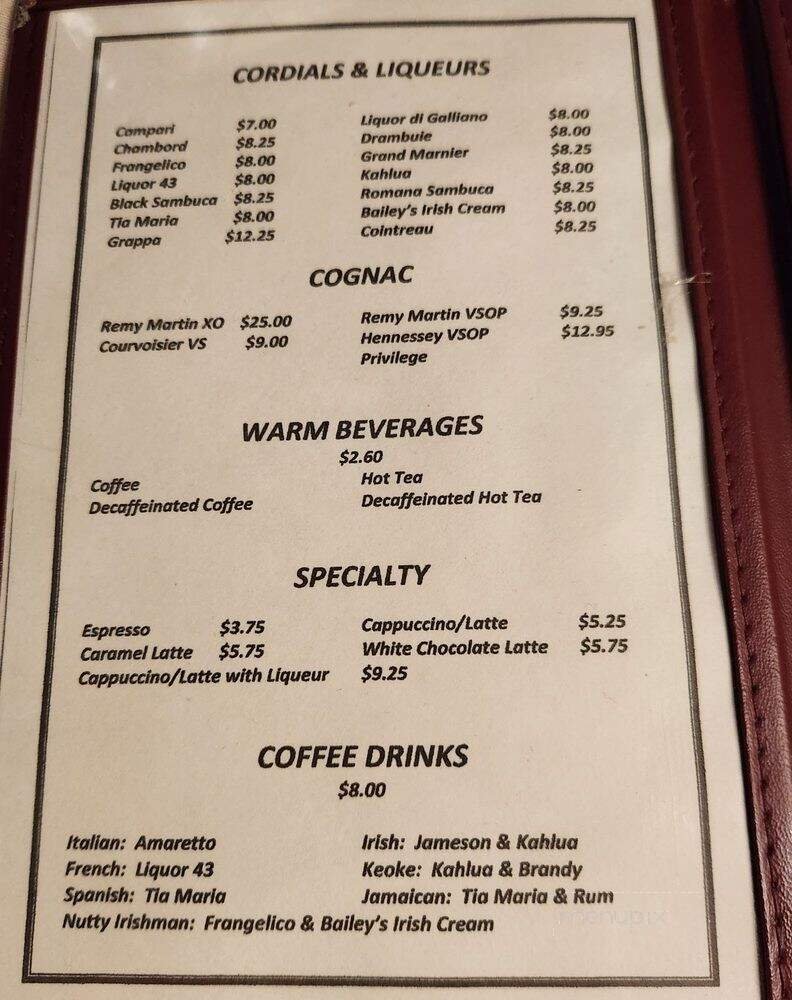 CORDIALS & LIQUEURS
Campari $7.00 Liquor di Galliano $8.00
Chambord $8.25 Drambuie $8.00
Frangelico $8.00 Grand Marnier $8.25
Liquor 43 $8.00 Kahlua $8.00
Black Sambuca $8.25 Romana Sambuca $8.25
Tia Maria $8.00 Bailey's Irish Cream $8.00
Grappa $12.25 Cointreau $8.25
COGNAC
Remy Martin XO $25.00 Remy Martin VSOP $9.25
Courvoisier VS $9.00 Hennessey VSOP $12.95
Privilege
WARM BEVERAGES
$2.60
Coffee Hot Tea
Decaffeinated Coffee Decaffeinated Hot Tea
SPECIALTY
Espresso $3.75 Cappuccino/Latte $5.25
Caramel Latte $5.75 White Chocolate Latte $5.75
Cappuccino/Latte with Liqueur $9.25
COFFEE DRINKS
$8.00
Italian: Amaretto Irish: Jameson & Kahlua
French: Liquor 43 Keoke: Kahlua & Brandy
Spanish: Tia Maria Jamaican: Tia Maria & Rum
Nutty Irishman: Frangelico & Bailey's Irish Cream
menupix